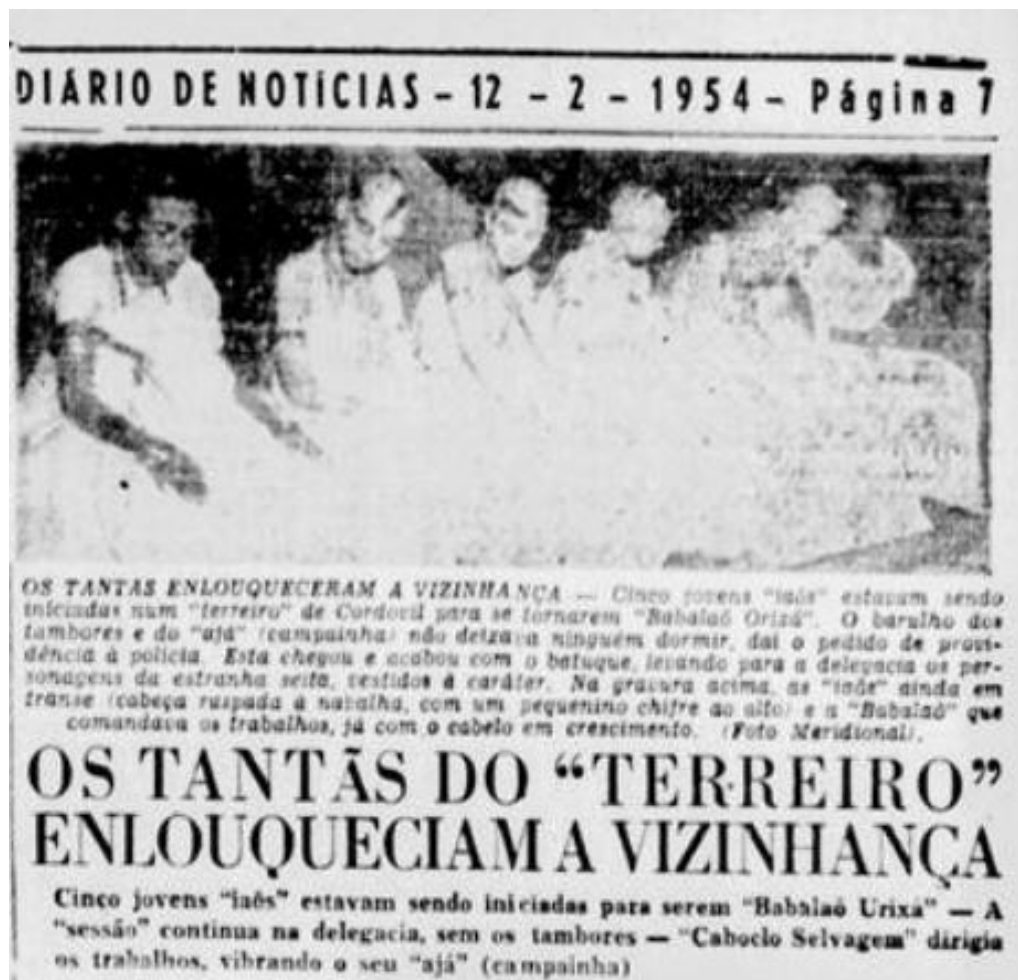 DIÁRIO DE NOTÍCIAS - 12 - 2 - 1954 - Página 7
OS TANTAS ENLOUQUECERAM A VIZINHANÇA — Cinco jovens "iaôs" estavam sendo
iniciadas num "terreiro" de Cordovil para se tornarem "Babalaô Orixá". O barulho dos
tambores e do "ajá" (campainha) não deixava ninguém dormir, daí o pedido de provi-
dência à polícia. Esta chegou e acabou com o batuque, levando para a delegacia os per-
sonagens da estranha seita, vestidos à caráter. Na gravura acima, as "iaôs" ainda em
transe (cabeça raspada à navalha, com um pequenino chifre ao alto) e a "Babalaô" que
comandava os trabalhos, já com o cabelo em crescimento. (Foto Meridional).
OS TANTÃS DO "TERREIRO"
ENLOUQUECIAM A VIZINHANÇA
Cinco jovens "iaôs" estavam sendo iniciadas para serem "Babalaô Urixá" — A
"sessão" continua na delegacia, sem os tambores — "Caboclo Selvagem" dirigia
os trabalhos, vibrando o seu "ajá" (campainha)